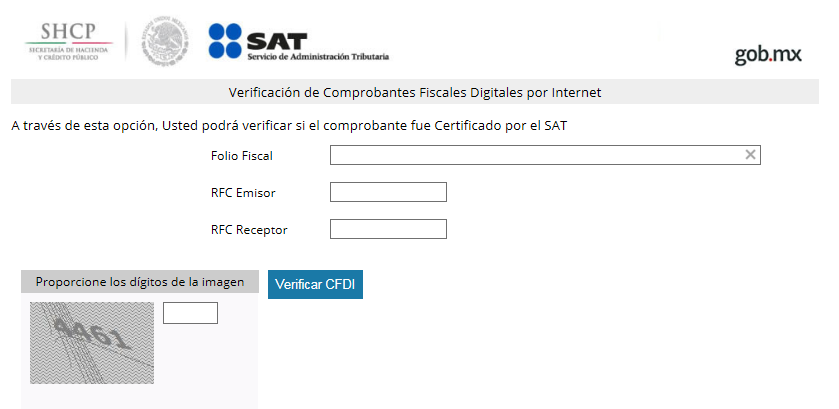 SHCP
SECRETARÍA DE HACIENDA
Y CRÉDITO PÚBLICO
SAT
Servicio de Administración Tributaria
gob.mx
Verificación de Comprobantes Fiscales Digitales por Internet
A través de esta opción, Usted podrá verificar si el comprobante fue Certificado por el SAT
Folio Fiscal
RFC Emisor
RFC Receptor
Proporcione los dígitos de la imagen
Verificar CFDI
4461